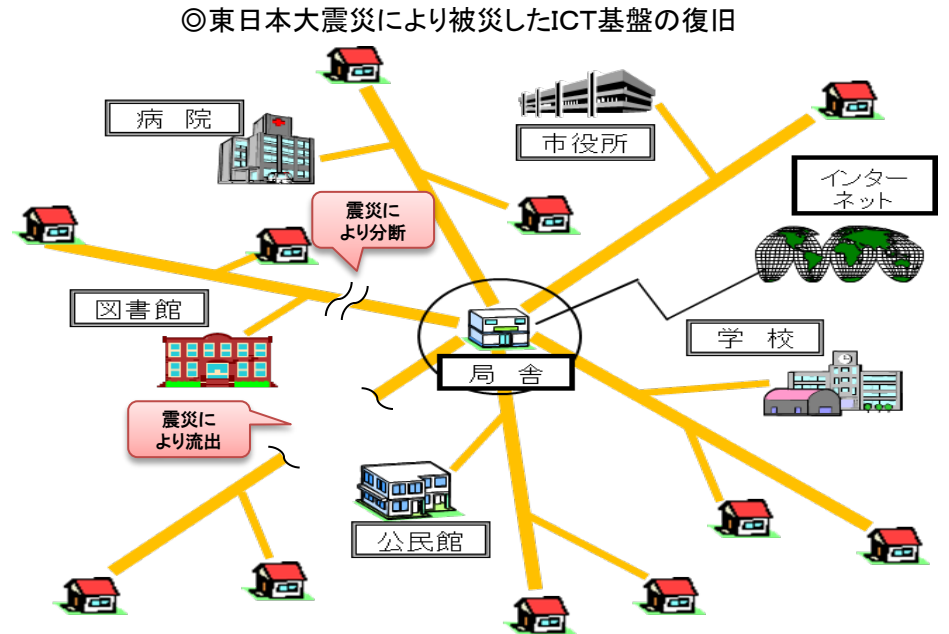 ◎東日本大震災により被災したICT基盤の復旧
病 院
市役所
インター
ネット
震災に
より分断
図書館
学 校
局 舎
震災に
より流出
公民館